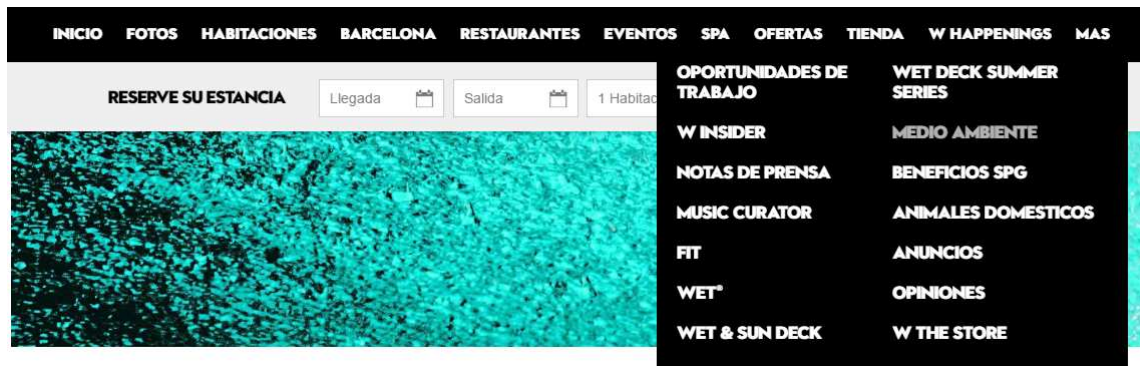 INICIO FOTOS HABITACIONES BARCELONA RESTAURANTES EVENTOS SPA OFERTAS TIENDA W HAPPENINGS MAS
RESERVE SU ESTANCIA Llegada Salida 1 Habitac
OPORTUNIDADES DE
TRABAJO
W INSIDER
NOTAS DE PRENSA
MUSIC CURATOR
FIT
WET®
WET & SUN DECK
WET DECK SUMMER
SERIES
MEDIO AMBIENTE
BENEFICIOS SPG
ANIMALES DOMESTICOS
ANUNCIOS
OPINIONES
W THE STORE